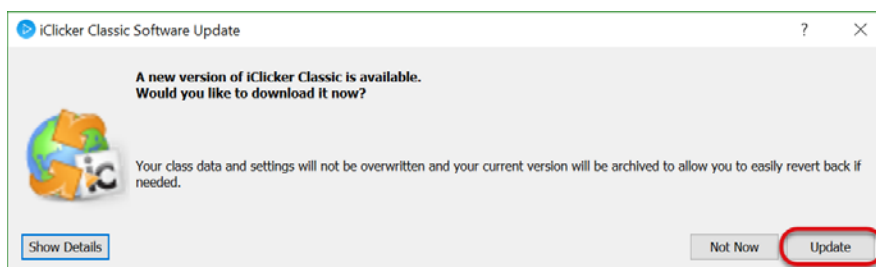 iClicker Classic Software Update
A new version of iClicker Classic is available.
Would you like to download it now?
iC
Your class data and settings will not be overwritten and your current version will be archived to allow you to easily revert back if
needed.
Show Details
Not Now
Update